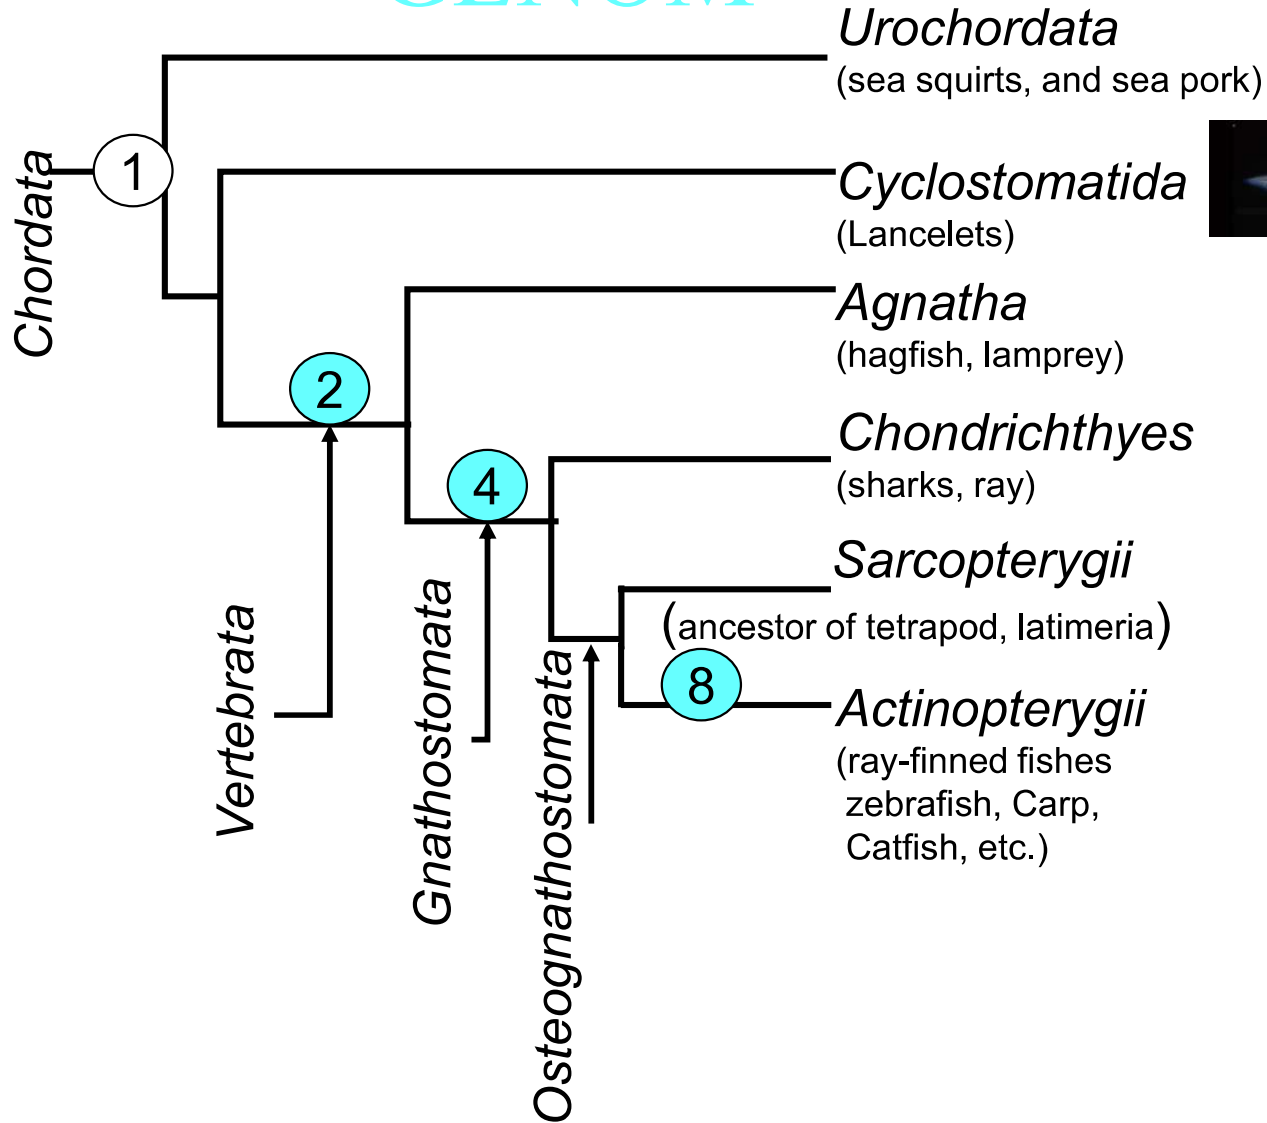 Urochordata
(sea squirts, and sea pork)
Chordata
1
Cyclostomatida
(Lancelets)
Agnatha
(hagfish, lamprey)
2
Chondrichthyes
(sharks, ray)
4
Sarcopterygii
(ancestor of tetrapod, latimeria)
8
Actinopterygii
(ray-finned fishes
zebrafish, Carp,
Catfish, etc.)
Vertebrata
Gnathostomata
Osteognathostomata